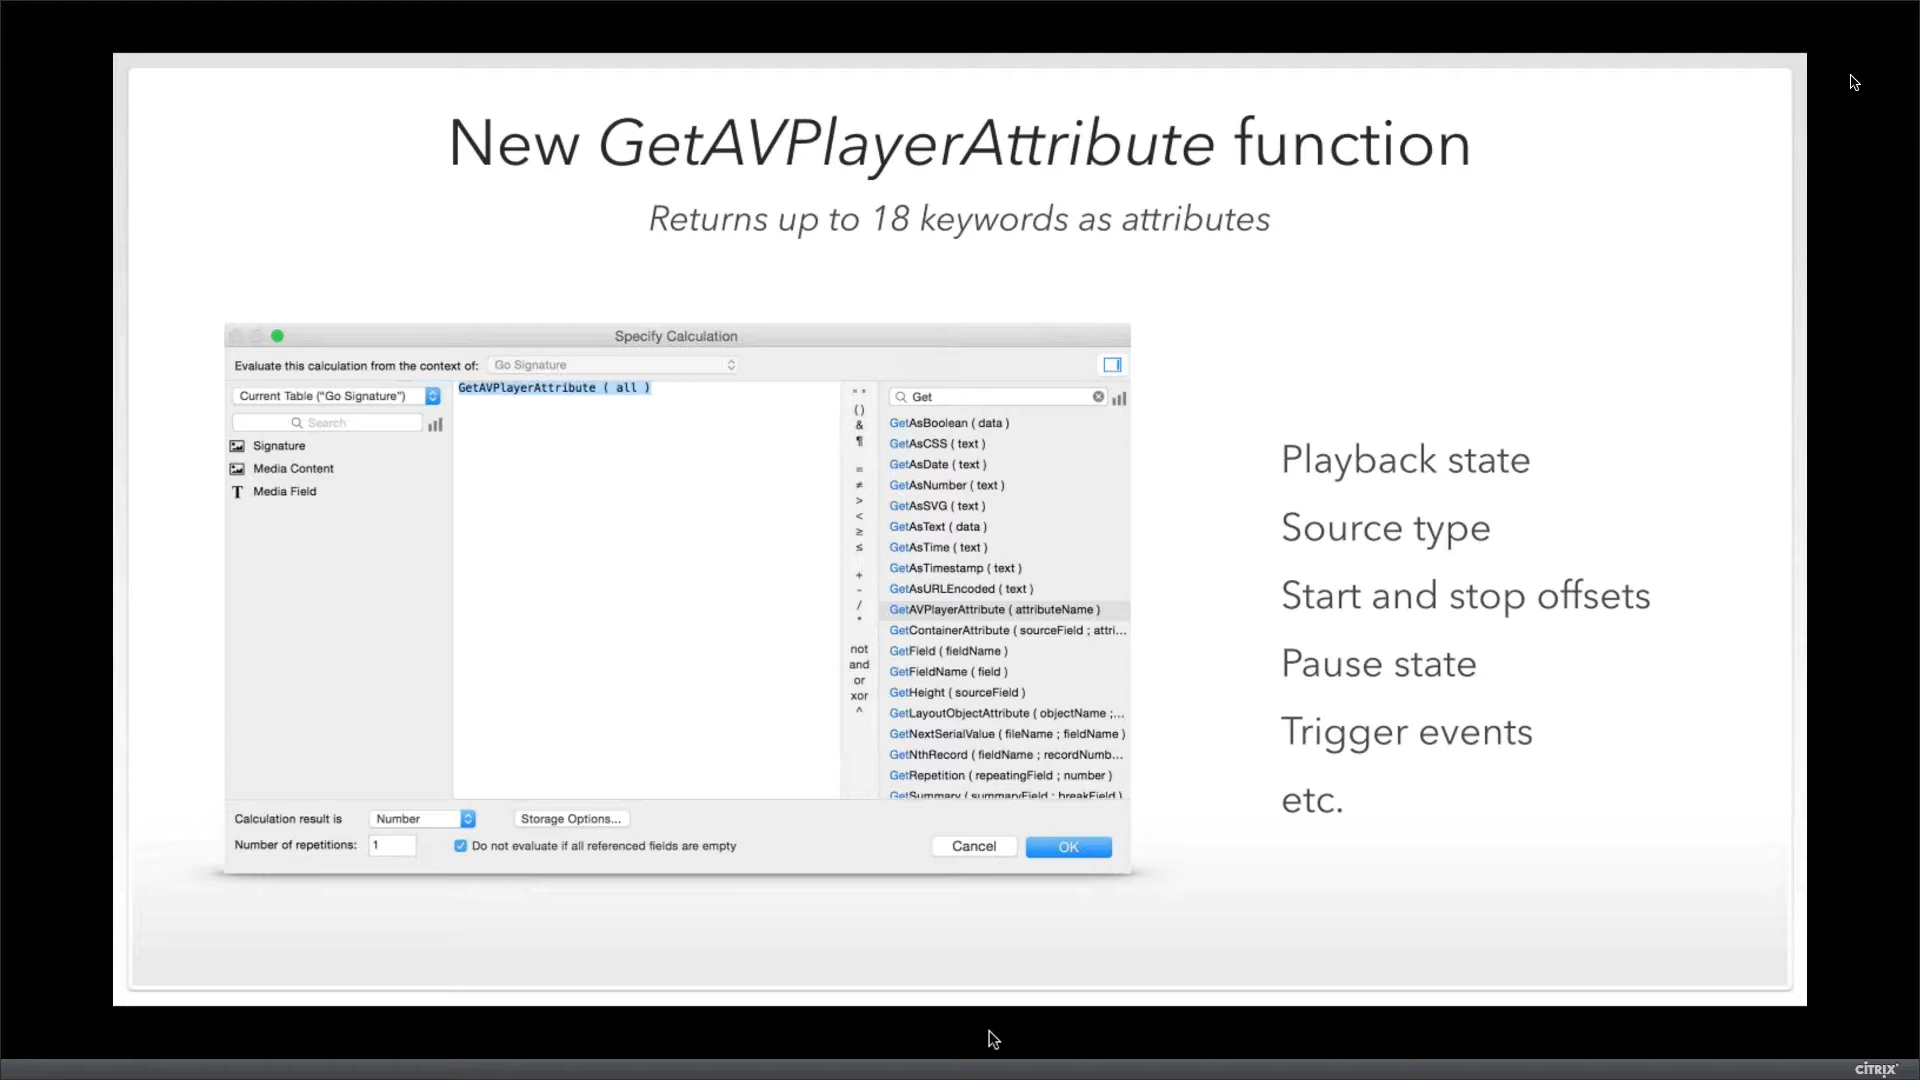 New GetAVPlayerAttribute function
Returns up to 18 keywords as attributes
Specify Calculation
Evaluate this calculation from the context of: Go Signature
Current Table ("Go Signature")
Search
Signature
Media Content
T Media Field
GetAVPlayerAttribute ( all )
" "
()
&
¶
=
≠
>
<
≥
≤
+
-
/
*
not
and
or
xor
^
Get
GetAsBoolean ( data )
GetAsCSS ( text )
GetAsDate ( text )
GetAsNumber ( text )
GetAsSVG ( text )
GetAsText ( data )
GetAsTime ( text )
GetAsTimestamp ( text )
GetAsURLEncoded ( text )
GetAVPlayerAttribute ( attributeName )
GetContainerAttribute ( sourceField ; attri...
GetField ( fieldName )
GetFieldName ( field )
GetHeight ( sourceField )
GetLayoutObjectAttribute ( objectName ;...
GetNextSerialValue ( fileName ; fieldName )
GetNthRecord ( fieldName ; recordNumb...
GetRepetition ( repeatingField ; number )
GetSummary ( summaryField ; breakField )
Calculation result is Number Storage Options...
Number of repetitions: 1 Do not evaluate if all referenced fields are empty
Cancel OK
Playback state
Source type
Start and stop offsets
Pause state
Trigger events
etc.
CITRIX